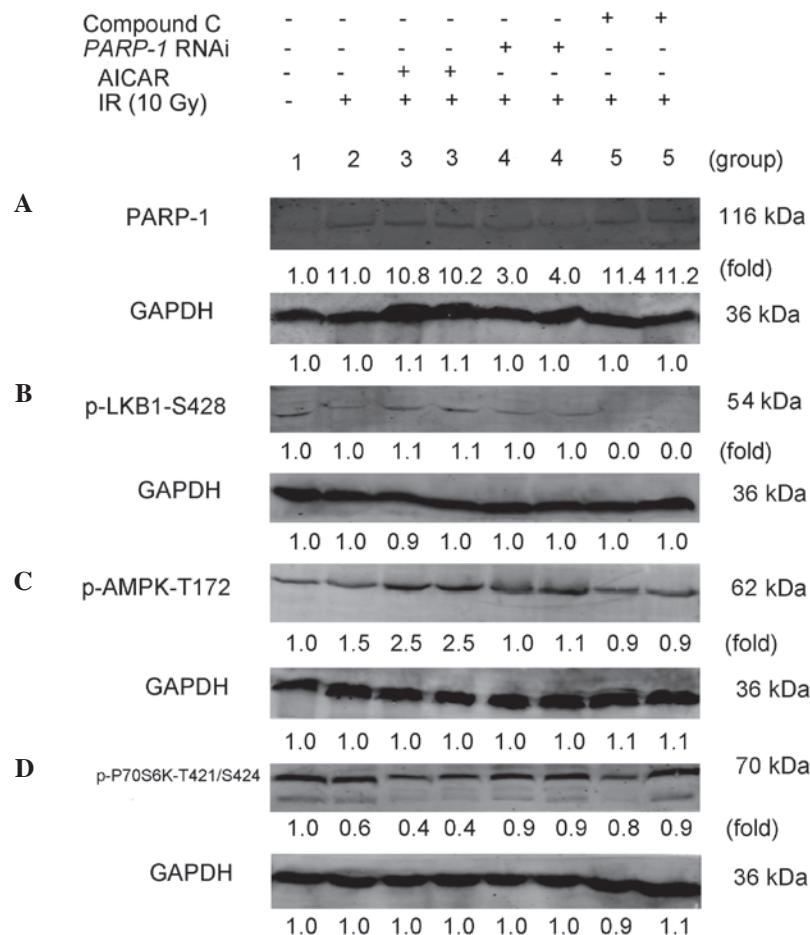 Compound C - - - - - - + +
PARP-1 RNAi - - - - + + - -
AICAR - - + + - - - -
IR (10 Gy) - + + + + + + +
1 2 3 3 4 4 5 5 (group)
A PARP-1 116 kDa
1.0 11.0 10.8 10.2 3.0 4.0 11.4 11.2 (fold)
GAPDH 36 kDa
1.0 1.0 1.1 1.1 1.0 1.0 1.0 1.0
B p-LKB1-S428 54 kDa
1.0 1.0 1.1 1.1 1.0 1.0 0.0 0.0 (fold)
GAPDH 36 kDa
1.0 1.0 0.9 1.0 1.0 1.0 1.0 1.0
C p-AMPK-T172 62 kDa
1.0 1.5 2.5 2.5 1.0 1.1 0.9 0.9 (fold)
GAPDH 36 kDa
1.0 1.0 1.0 1.0 1.0 1.0 1.1 1.1
D p-P70S6K-T421/S424 70 kDa
1.0 0.6 0.4 0.4 0.9 0.9 0.8 0.9 (fold)
GAPDH 36 kDa
1.0 1.0 1.0 1.0 1.0 1.0 0.9 1.1